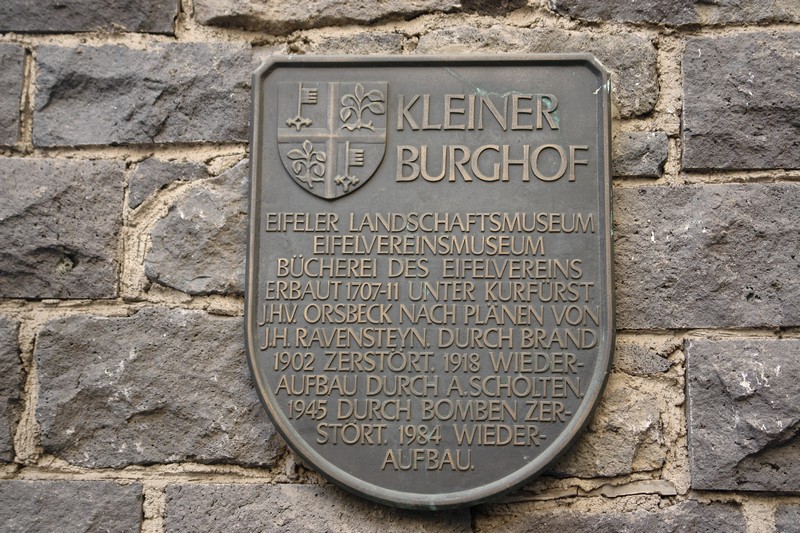 KLEINER
BURGHOF
EIFELER LANDSCHAFTSMUSEUM
EIFELVEREINSMUSEUM
BÜCHEREI DES EIFELVEREINS
ERBAUT 1707-11 UNTER KURFÜRST
J.H.V. ORSBECK NACH PLÄNEN VON
J.H. RAVENSTEYN. DURCH BRAND
1902 ZERSTÖRT. 1918 WIEDER-
AUFBAU DURCH A. SCHOLTEN.
1945 DURCH BOMBEN ZER-
STÖRT. 1984 WIEDER-
AUFBAU.